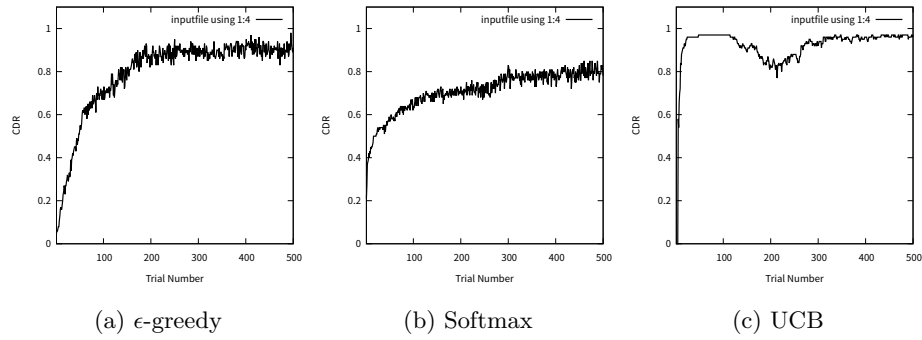 inputfile using 1:4
1
0.8
0.6
0.4
0.2
0
CDR
100 200 300 400 500
Trial Number
(a) ϵ-greedy
inputfile using 1:4
1
0.8
0.6
0.4
0.2
0
CDR
100 200 300 400 500
Trial Number
(b) Softmax
inputfile using 1:4
1
0.8
0.6
0.4
0.2
0
CDR
100 200 300 400 500
Trial Number
(c) UCB